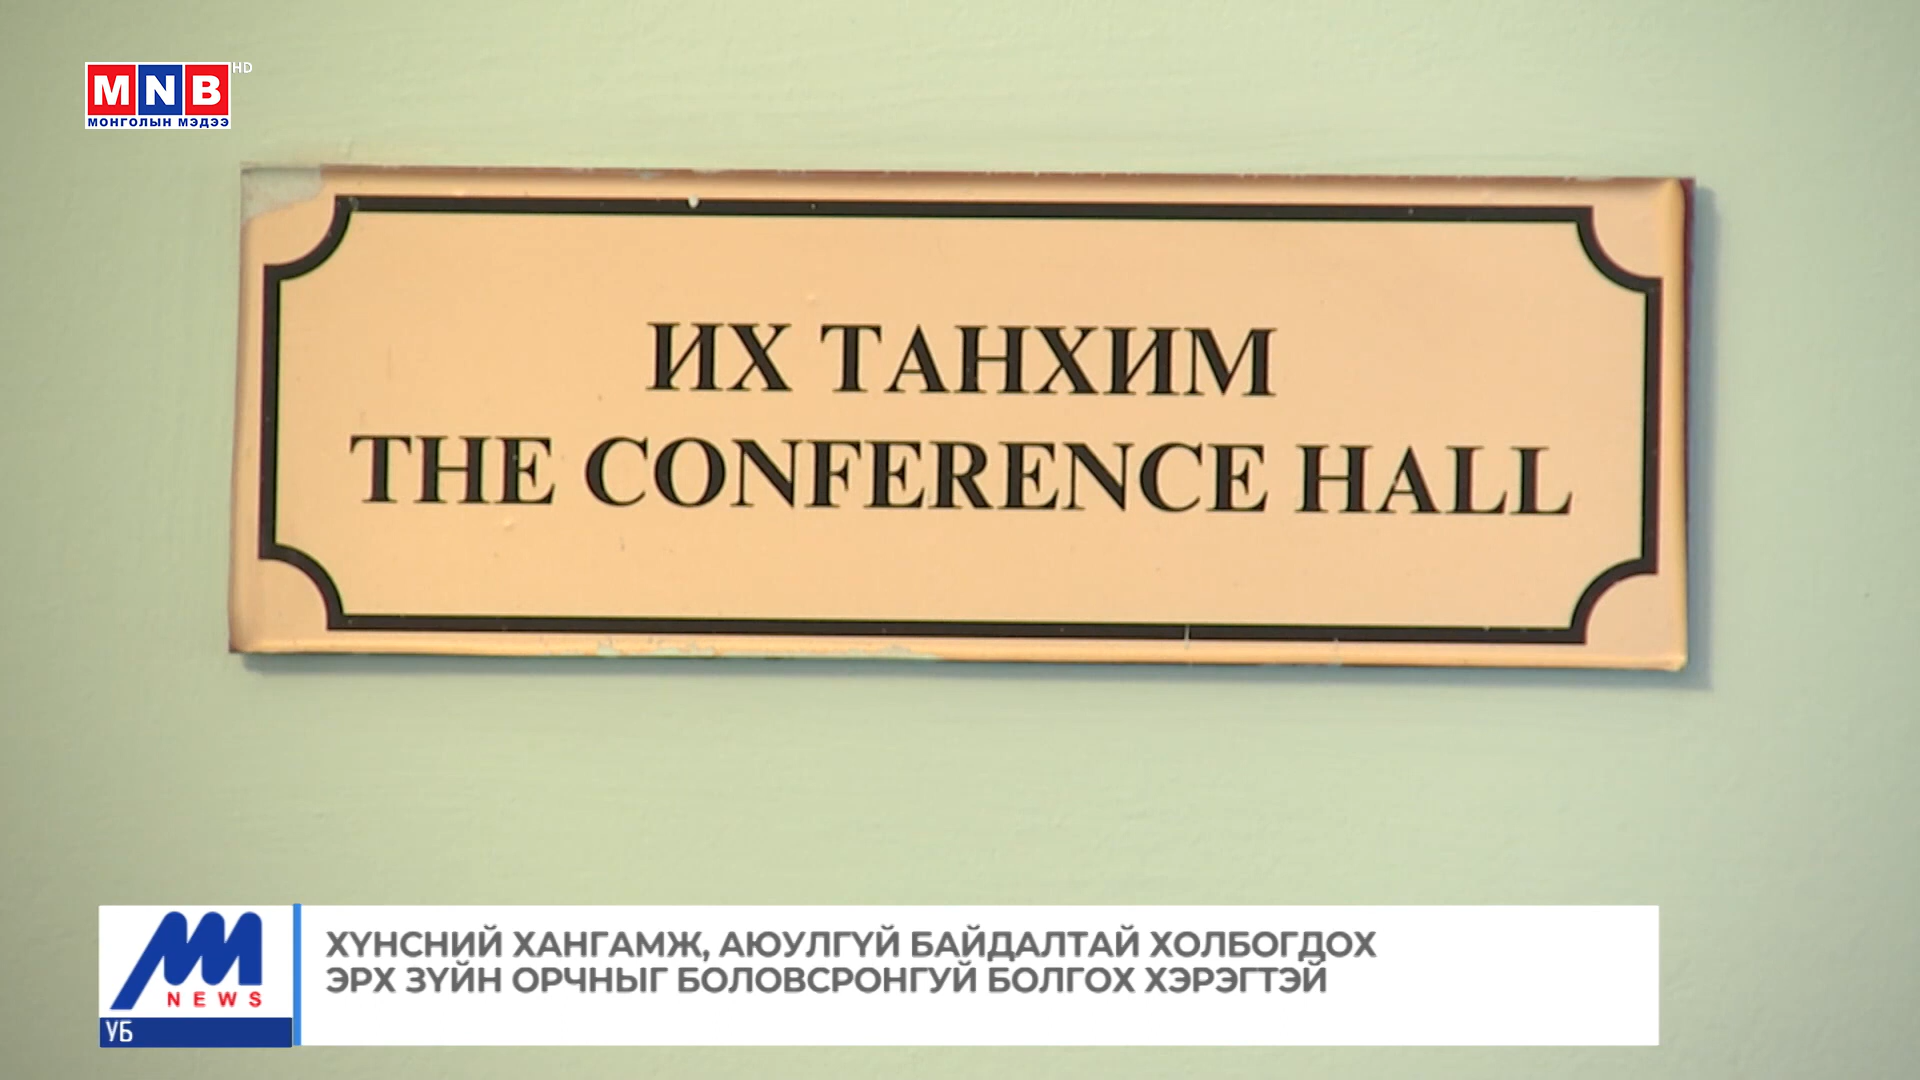 MNB HD
МОНГОЛЫН МЭДЭЭ
ИХ ТАНХИМ
THE CONFERENCE HALL
ХҮНСНИЙ ХАНГАМЖ, АЮУЛГҮЙ БАЙДАЛТАЙ ХОЛБОГДОХ
ЭРХ ЗҮЙН ОРЧНЫГ БОЛОВСРОНГУЙ БОЛГОХ ХЭРЭГТЭЙ
NEWS
УБ